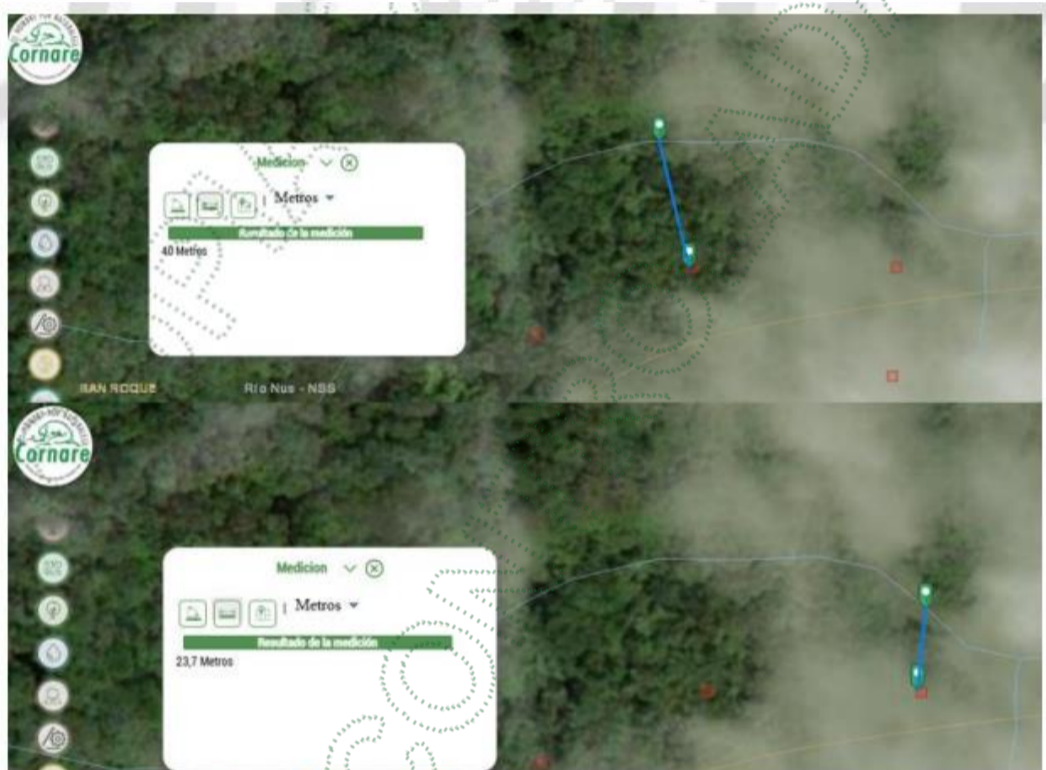 Cornare
Medicion
Metros
Resultado de la medición
40 Metros
SAN ROQUE
Río Nus - NSS
Cornare
Medicion
Metros
Resultado de la medición
23,7 Metros